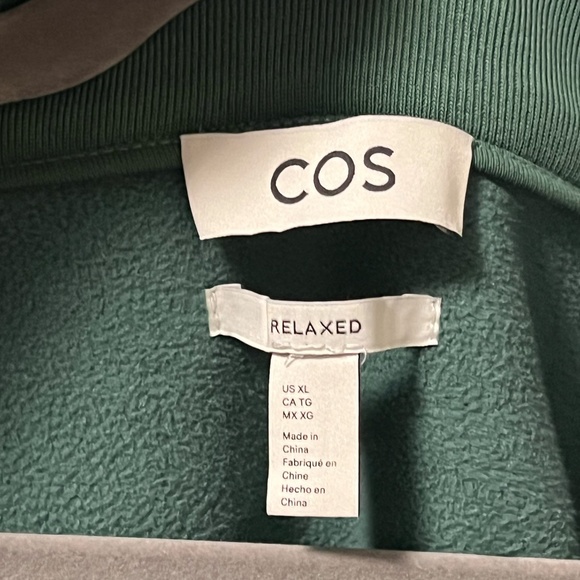 COS
RELAXED
US XL
CA TG
MX XG
Made in
China
Fabriqué en
Chine
Hecho en
China